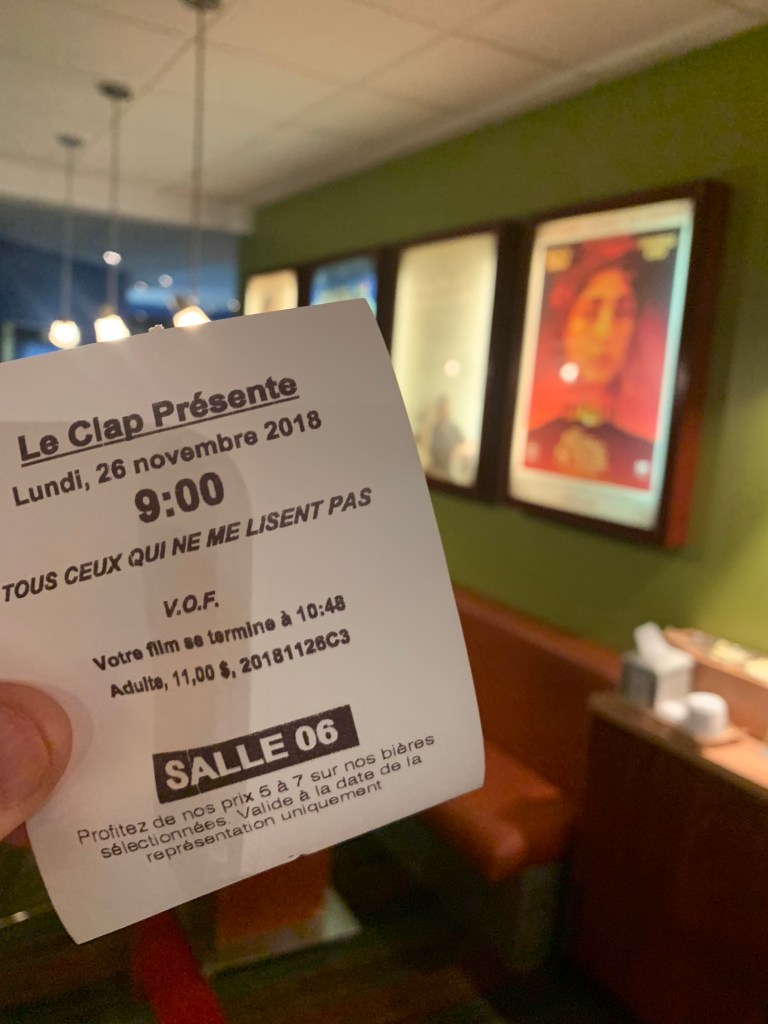 Le Clap Présente
Lundi, 26 novembre 2018
9:00
TOUS CEUX QUI NE ME LISENT PAS
V.O.F.
Votre film se termine à 10:48
Adulte, 11,00 $, 20181126C3
SALLE 06
Profitez de nos prix 5 à 7 sur nos bières
sélectionnées. Valide à la date de la
représentation uniquement